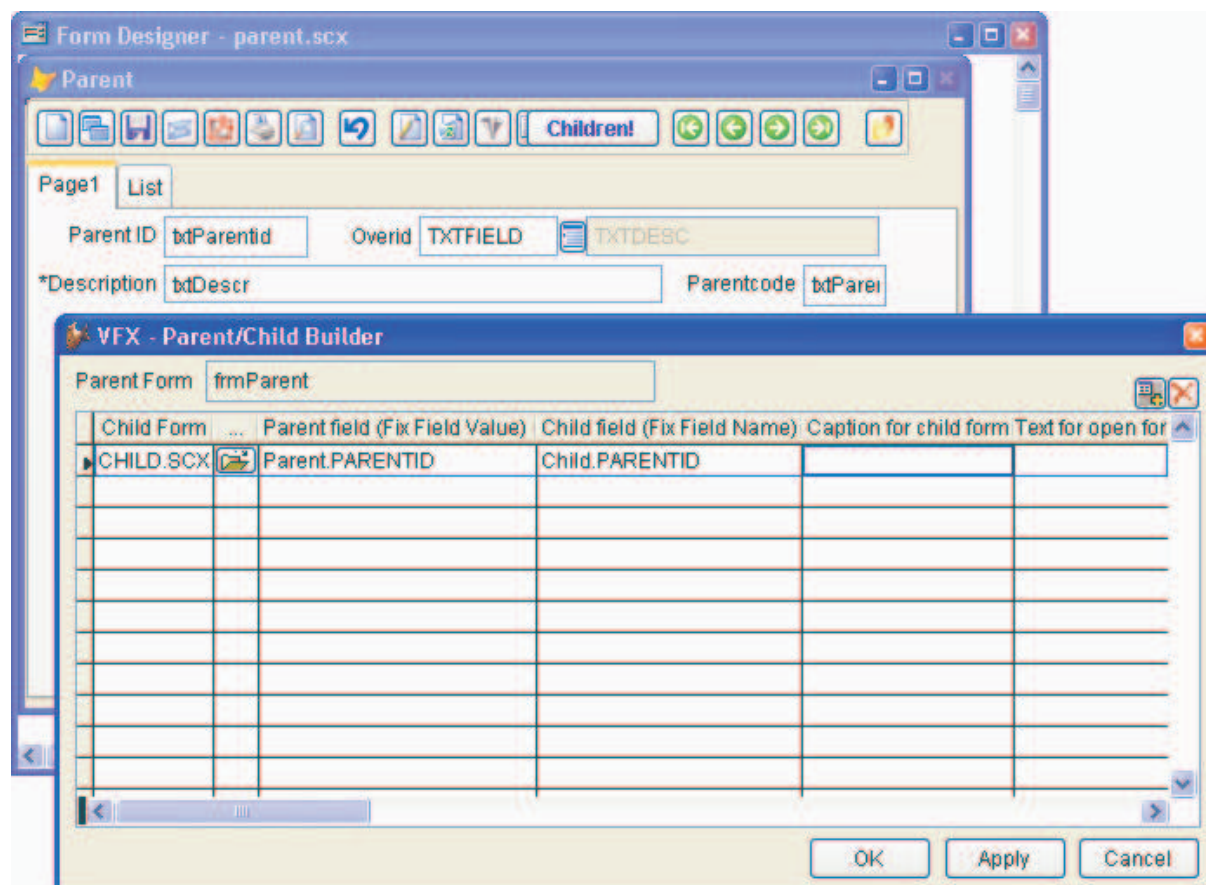 Form Designer - parent.scx
Parent
Children!
Page1 List
Parent ID txtParentid Overid TXTFIELD TXTDESC
*Description txtDescr Parentcode txtParei
VFX - Parent/Child Builder
Parent Form frmParent
Child Form ... Parent field (Fix Field Value) Child field (Fix Field Name) Caption for child form Text for open for
CHILD.SCX Parent.PARENTID Child.PARENTID
OK Apply Cancel